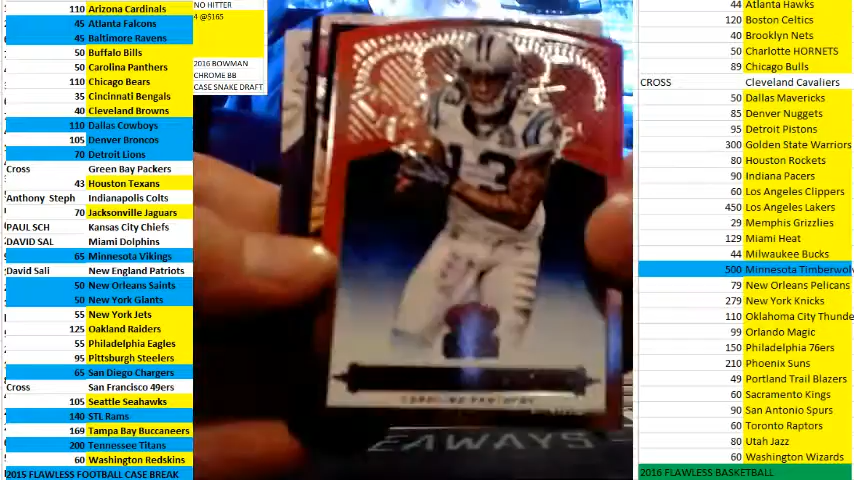 110 Arizona Cardinals
45 Atlanta Falcons
45 Baltimore Ravens
50 Buffalo Bills
50 Carolina Panthers
110 Chicago Bears
35 Cincinnati Bengals
40 Cleveland Browns
110 Dallas Cowboys
105 Denver Broncos
70 Detroit Lions
Cross Green Bay Packers
43 Houston Texans
Anthony Steph Indianapolis Colts
70 Jacksonville Jaguars
PAUL SCH Kansas City Chiefs
DAVID SAL Miami Dolphins
65 Minnesota Vikings
David Sali New England Patriots
50 New Orleans Saints
50 New York Giants
55 New York Jets
125 Oakland Raiders
55 Philadelphia Eagles
95 Pittsburgh Steelers
65 San Diego Chargers
Cross San Francisco 49ers
105 Seattle Seahawks
140 STL Rams
169 Tampa Bay Buccaneers
200 Tennessee Titans
60 Washington Redskins
2015 FLAWLESS FOOTBALL CASE BREAK
NO HITTER
4 @$165
2016 BOWMAN
CHROME BB
CASE SNAKE DRAFT
13
CAROLINA PANTHERS
EAWAYS
44 Atlanta Hawks
120 Boston Celtics
40 Brooklyn Nets
50 Charlotte HORNETS
89 Chicago Bulls
CROSS Cleveland Cavaliers
50 Dallas Mavericks
85 Denver Nuggets
95 Detroit Pistons
300 Golden State Warriors
80 Houston Rockets
90 Indiana Pacers
60 Los Angeles Clippers
450 Los Angeles Lakers
29 Memphis Grizzlies
129 Miami Heat
44 Milwaukee Bucks
500 Minnesota Timberwol
79 New Orleans Pelicans
279 New York Knicks
110 Oklahoma City Thunde
99 Orlando Magic
150 Philadelphia 76ers
210 Phoenix Suns
49 Portland Trail Blazers
60 Sacramento Kings
90 San Antonio Spurs
60 Toronto Raptors
80 Utah Jazz
60 Washington Wizards
2016 FLAWLESS BASKETBALL